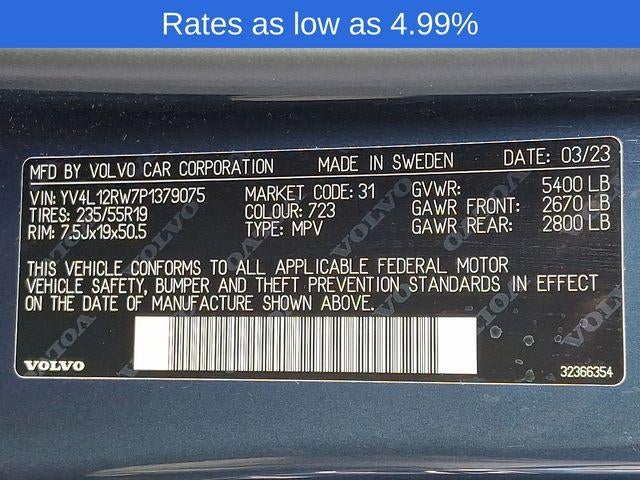 Rates as low as 4.99%
MFD BY VOLVO CAR CORPORATION MADE IN SWEDEN DATE: 03/23
VIN: YV4L12RW7P1379075 MARKET CODE: 31 GVWR: 5400 LB
TIRES: 235/55R19 COLOUR: 723 GAWR FRONT: 2670 LB
RIM: 7.5Jx19x50.5 TYPE: MPV GAWR REAR: 2800 LB
THIS VEHICLE CONFORMS TO ALL APPLICABLE FEDERAL MOTOR
VEHICLE SAFETY, BUMPER AND THEFT PREVENTION STANDARDS IN EFFECT
ON THE DATE OF MANUFACTURE SHOWN ABOVE.
VOLVO 32366354